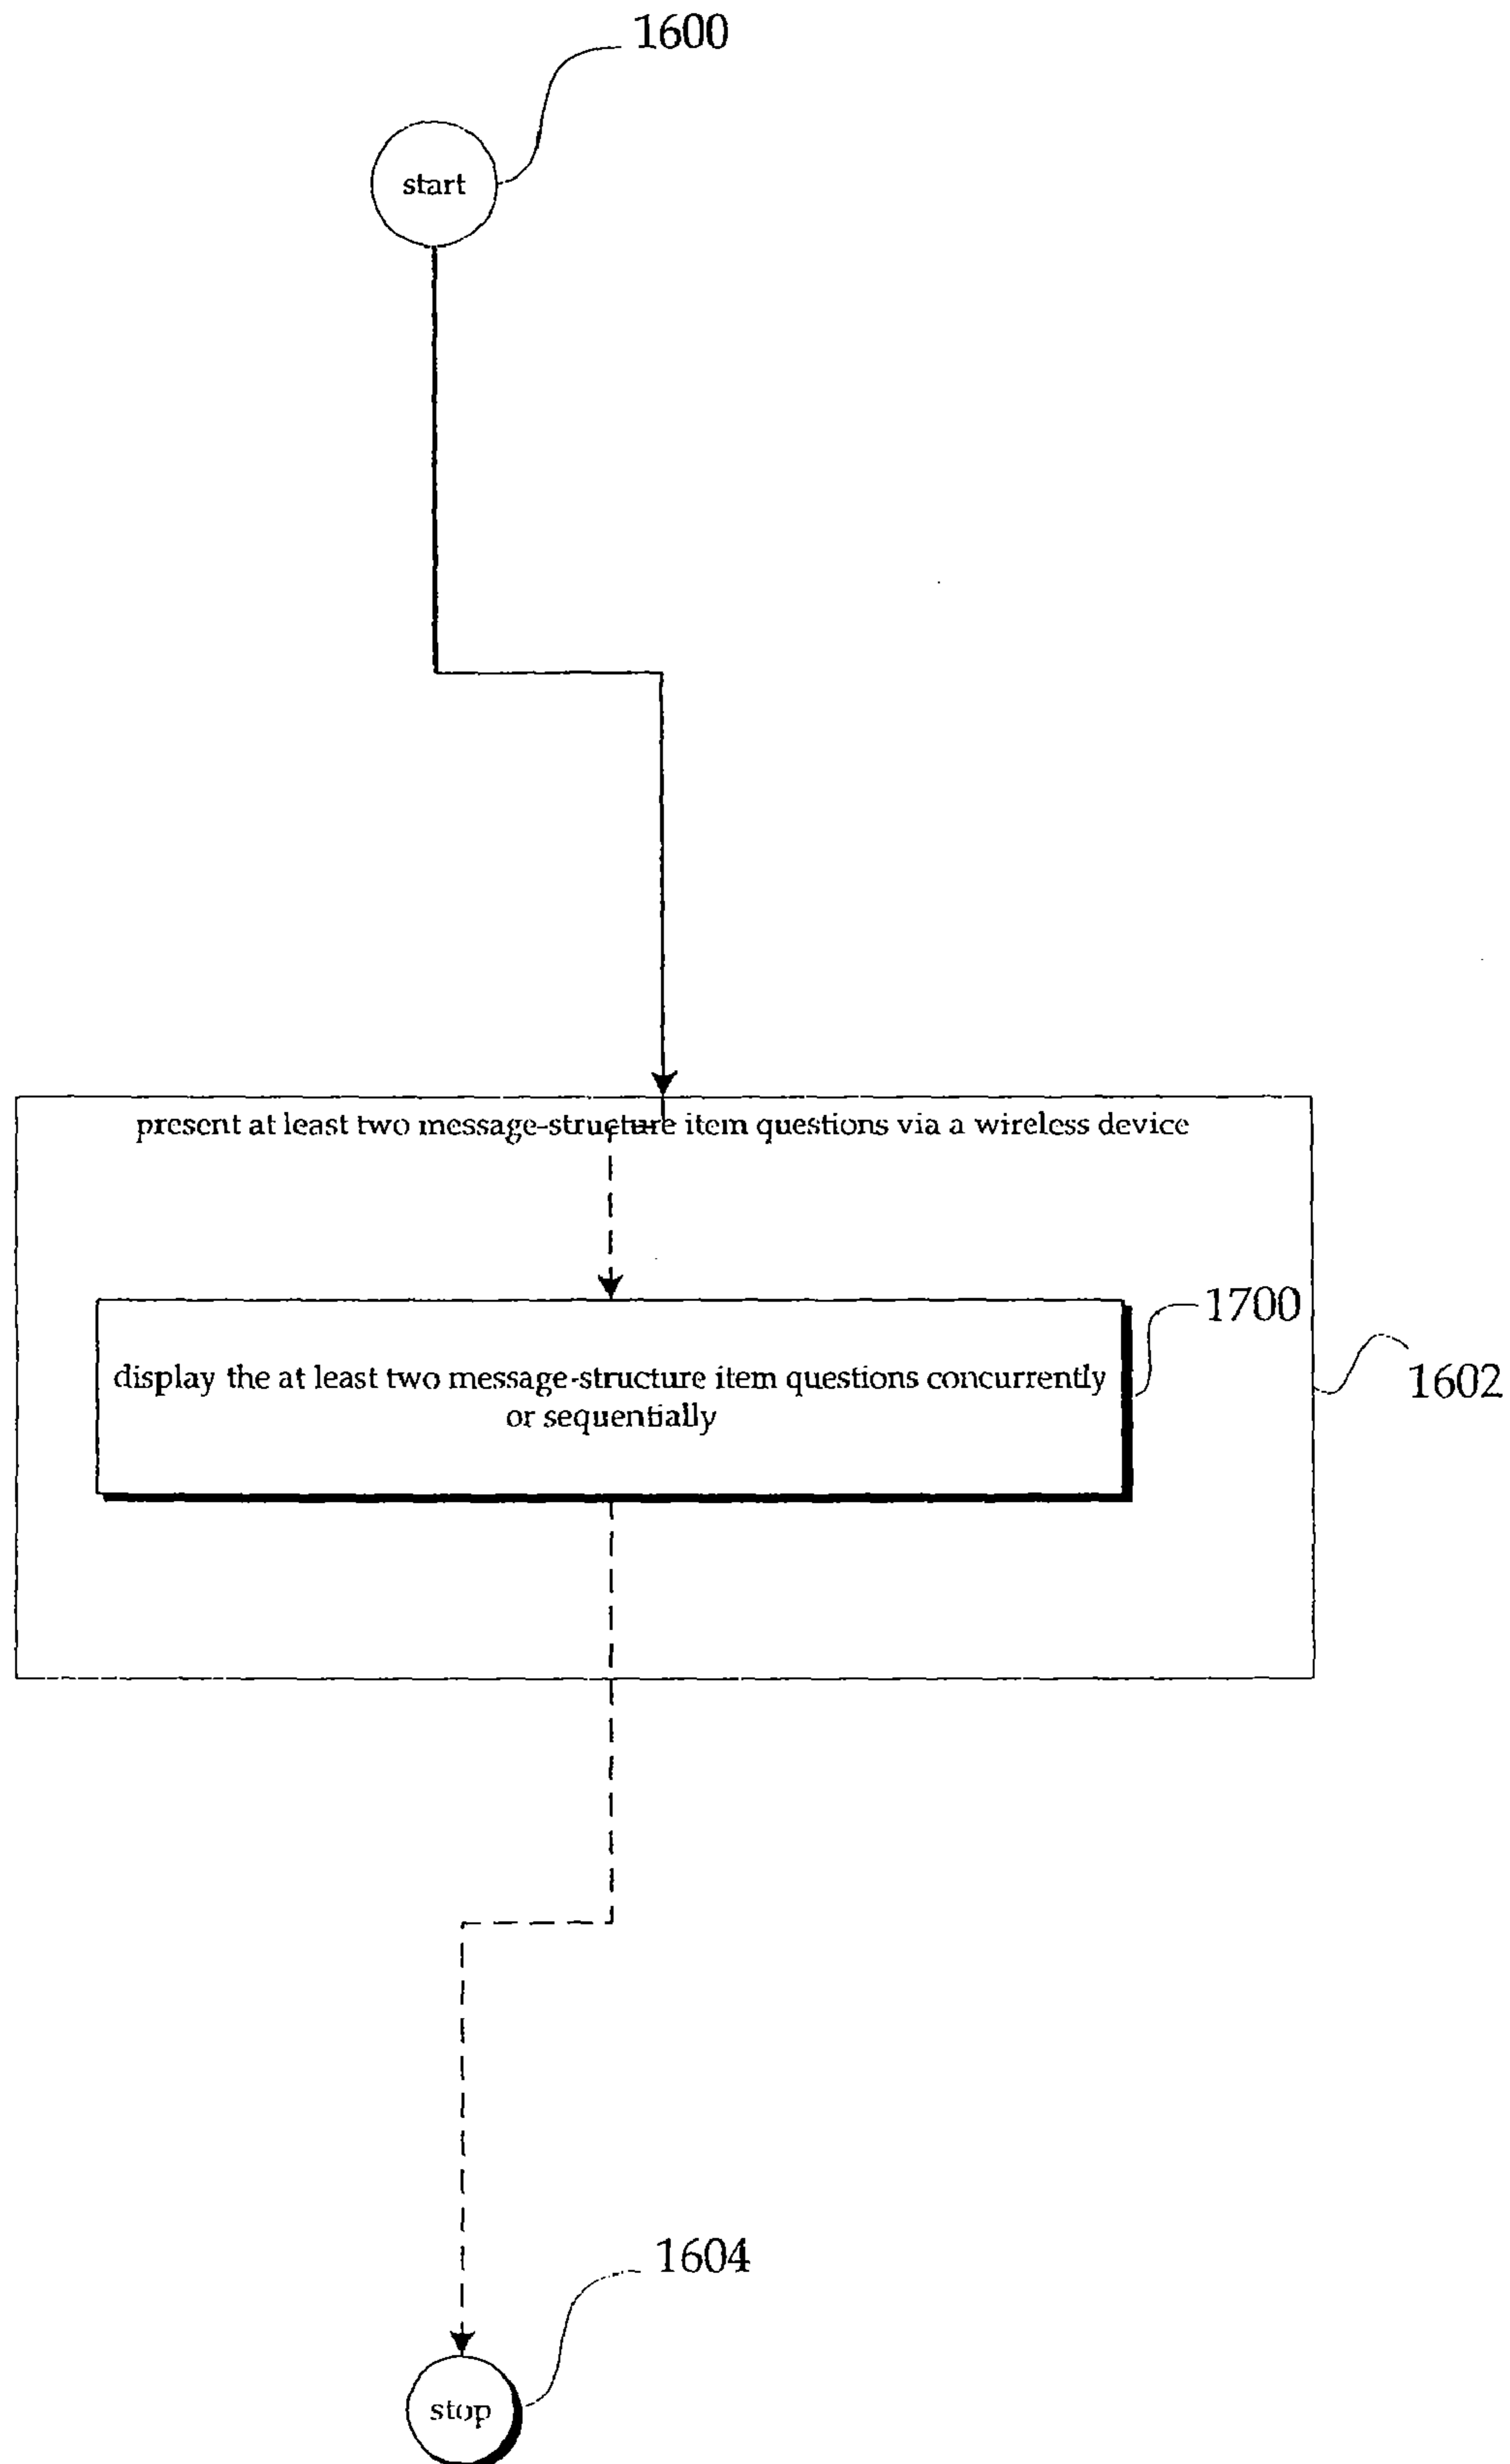 1600
start
present at least two message-structure item questions via a wireless device
1700
display the at least two message-structure item questions concurrently
or sequentially
1602
1604
stop